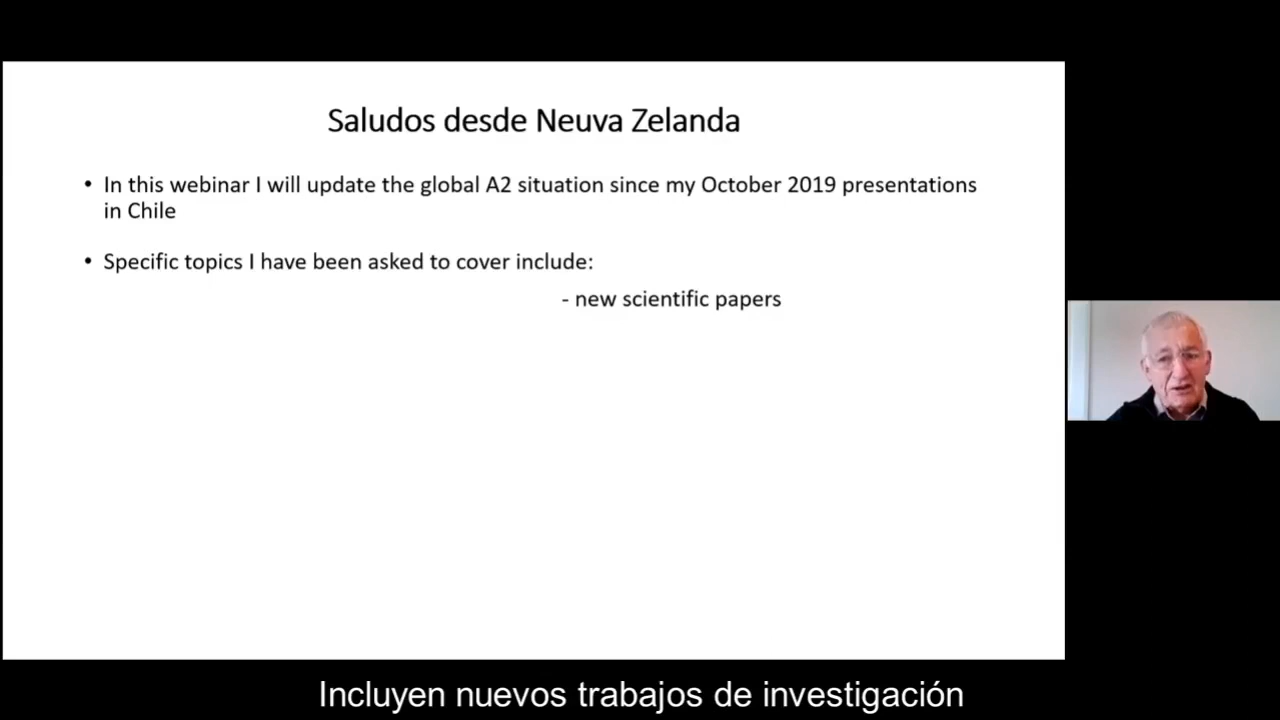 Saludos desde Neuva Zelanda
• In this webinar I will update the global A2 situation since my October 2019 presentations
in Chile
• Specific topics I have been asked to cover include:
- new scientific papers
Incluyen nuevos trabajos de investigación